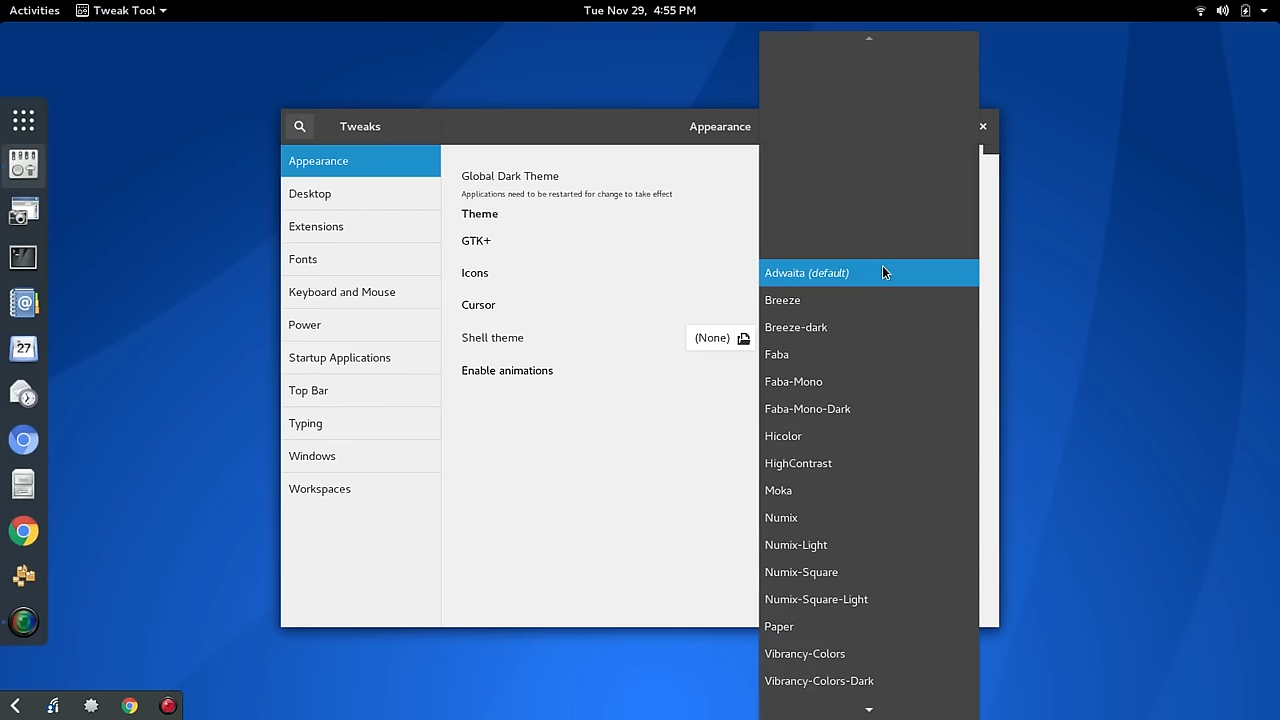 Activities
Tweak Tool
Tue Nov 29, 4:55 PM
Tweaks
Appearance
Appearance
Desktop
Extensions
Fonts
Keyboard and Mouse
Power
Startup Applications
Top Bar
Typing
Windows
Workspaces
Global Dark Theme
Applications need to be restarted for change to take effect
Theme
GTK+
Icons
Cursor
Shell theme
(None)
Enable animations
Adwaita (default)
Breeze
Breeze-dark
Faba
Faba-Mono
Faba-Mono-Dark
Hicolor
HighContrast
Moka
Numix
Numix-Light
Numix-Square
Numix-Square-Light
Paper
Vibrancy-Colors
Vibrancy-Colors-Dark
27